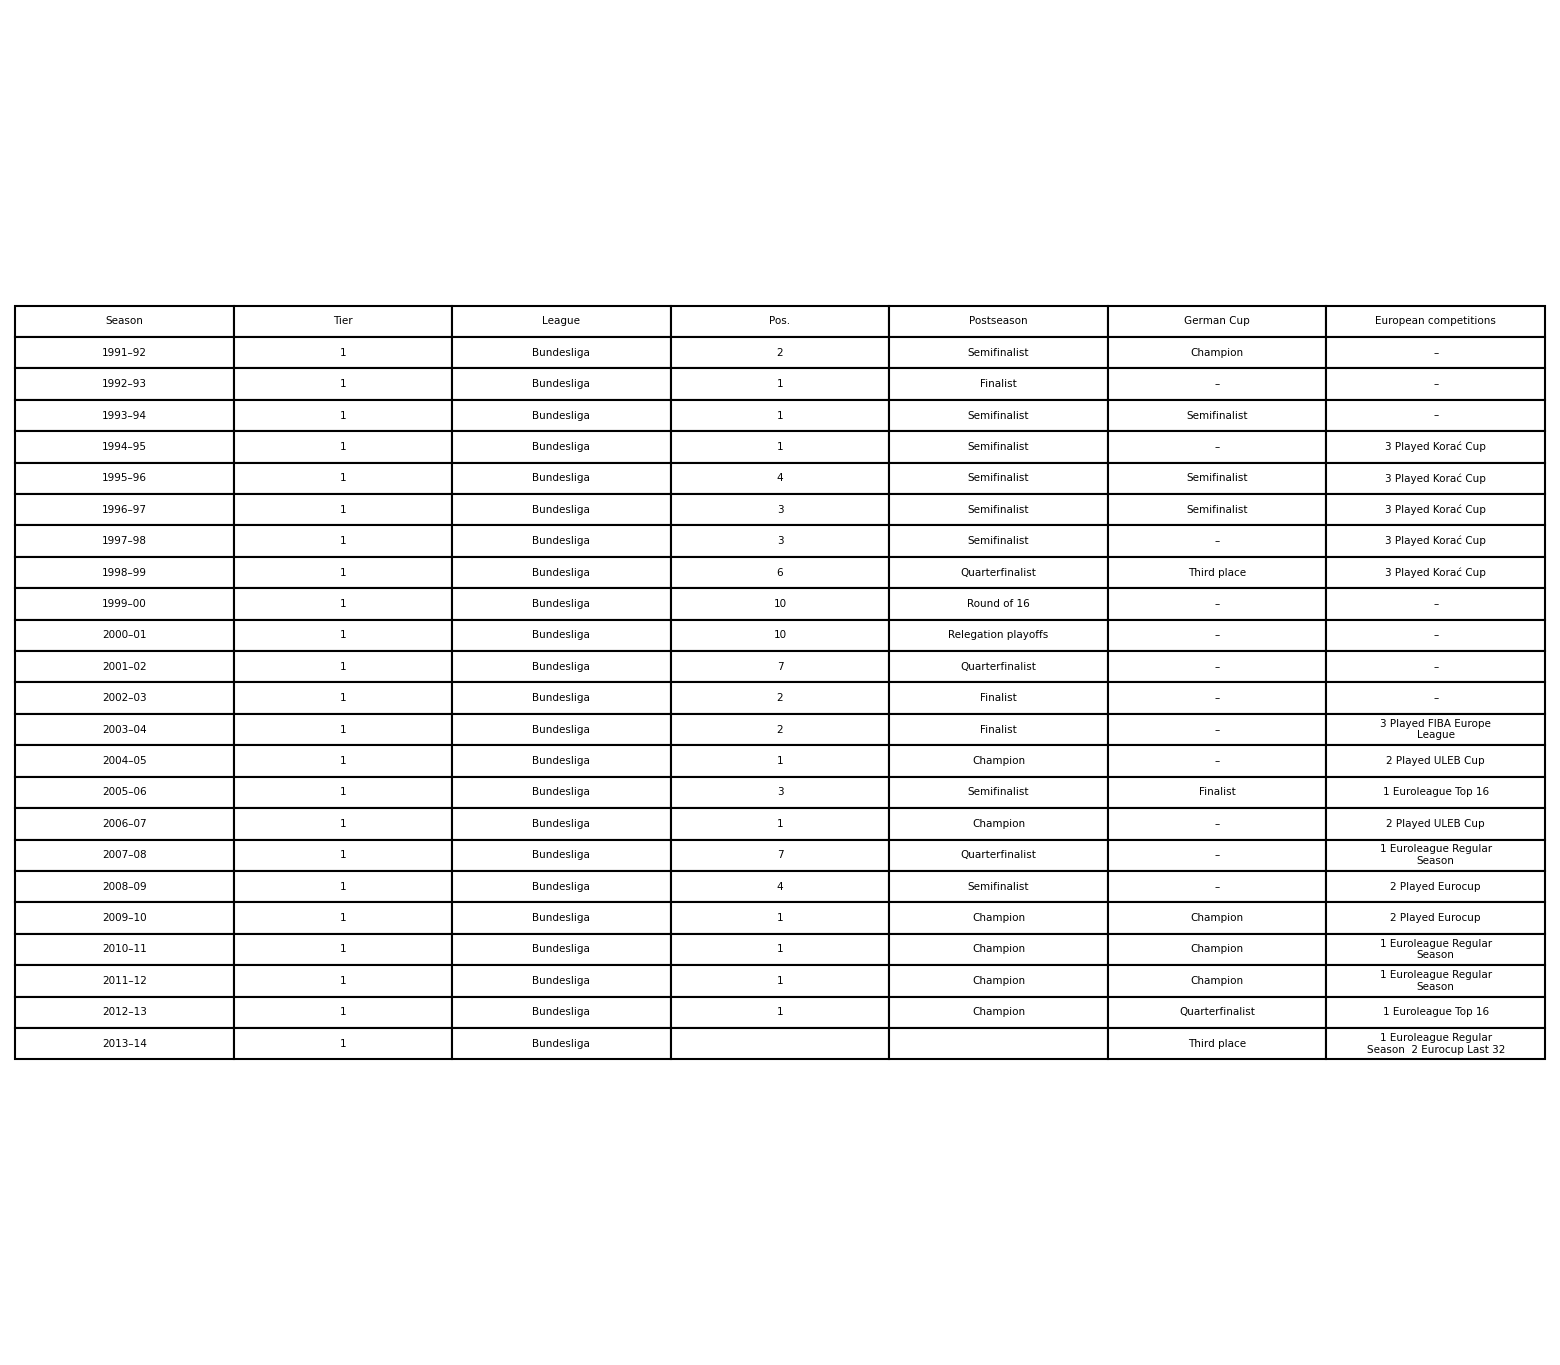 Season Tier League Pos. Postseason German Cup European competitions
1991–92 1 Bundesliga 2 Semifinalist Champion –
1992–93 1 Bundesliga 1 Finalist – –
1993–94 1 Bundesliga 1 Semifinalist Semifinalist –
1994–95 1 Bundesliga 1 Semifinalist – 3 Played Korać Cup
1995–96 1 Bundesliga 4 Semifinalist Semifinalist 3 Played Korać Cup
1996–97 1 Bundesliga 3 Semifinalist Semifinalist 3 Played Korać Cup
1997–98 1 Bundesliga 3 Semifinalist – 3 Played Korać Cup
1998–99 1 Bundesliga 6 Quarterfinalist Third place 3 Played Korać Cup
1999–00 1 Bundesliga 10 Round of 16 – –
2000–01 1 Bundesliga 10 Relegation playoffs – –
2001–02 1 Bundesliga 7 Quarterfinalist – –
2002–03 1 Bundesliga 2 Finalist – –
2003–04 1 Bundesliga 2 Finalist – 3 Played FIBA Europe
League
2004–05 1 Bundesliga 1 Champion – 2 Played ULEB Cup
2005–06 1 Bundesliga 3 Semifinalist Finalist 1 Euroleague Top 16
2006–07 1 Bundesliga 1 Champion – 2 Played ULEB Cup
2007–08 1 Bundesliga 7 Quarterfinalist – 1 Euroleague Regular
Season
2008–09 1 Bundesliga 4 Semifinalist – 2 Played Eurocup
2009–10 1 Bundesliga 1 Champion Champion 2 Played Eurocup
2010–11 1 Bundesliga 1 Champion Champion 1 Euroleague Regular
Season
2011–12 1 Bundesliga 1 Champion Champion 1 Euroleague Regular
Season
2012–13 1 Bundesliga 1 Champion Quarterfinalist 1 Euroleague Top 16
2013–14 1 Bundesliga Third place 1 Euroleague Regular
Season  2 Eurocup Last 32